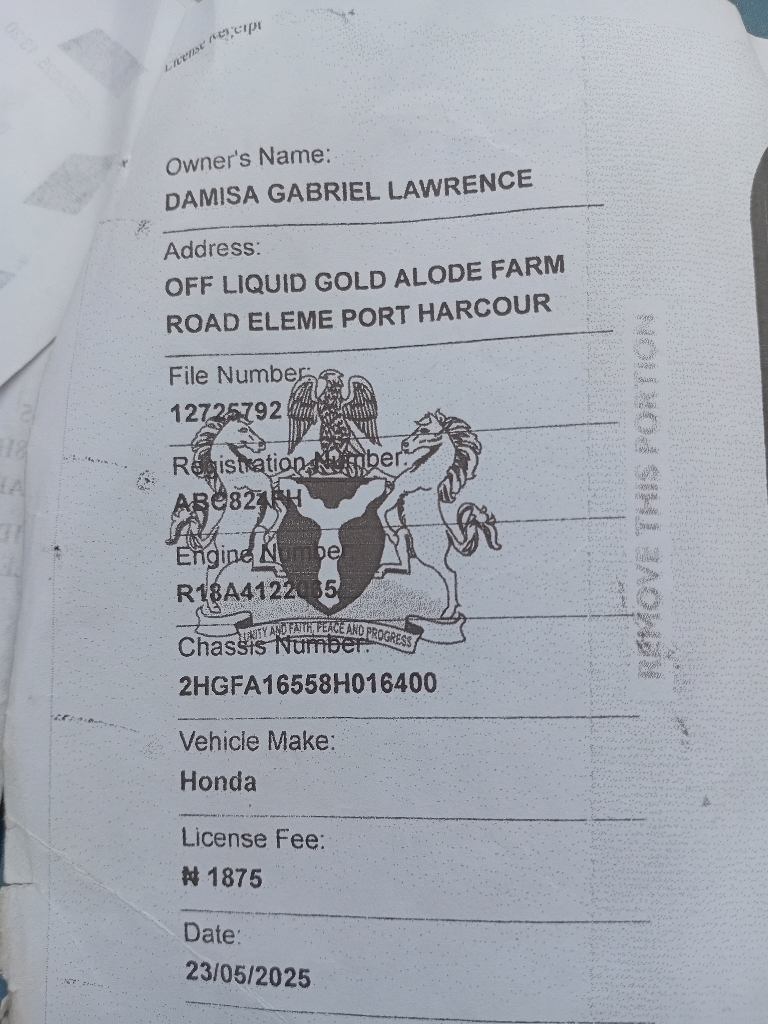 License Receipt
Owner's Name:
DAMISA GABRIEL LAWRENCE
Address:
OFF LIQUID GOLD ALODE FARM
ROAD ELEME PORT HARCOUR
File Number:
12725792
Registration Number:
Engine Number
Chassis Number:
2HGFA16558H016400
Vehicle Make:
Honda
License Fee:
₦ 1875
Date:
23/05/2025
UNITY AND FAITH, PEACE AND PROGRESS
REMOVE THIS PORTION